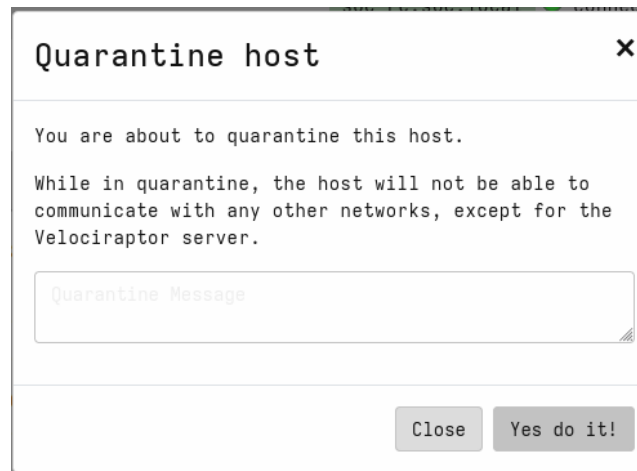 Quarantine host
×
You are about to quarantine this host.
While in quarantine, the host will not be able to
communicate with any other networks, except for the
Velociraptor server.
Quarantine Message
Close
Yes do it!